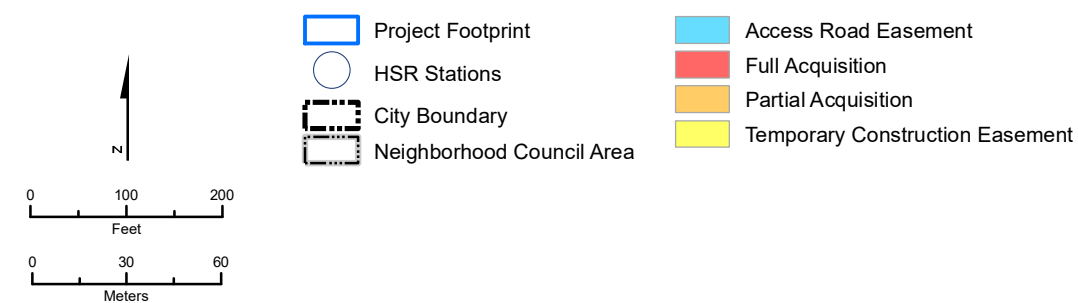 Project Footprint
HSR Stations
City Boundary
Neighborhood Council Area
Access Road Easement
Full Acquisition
Partial Acquisition
Temporary Construction Easement
N
0 100 200
Feet
0 30 60
Meters